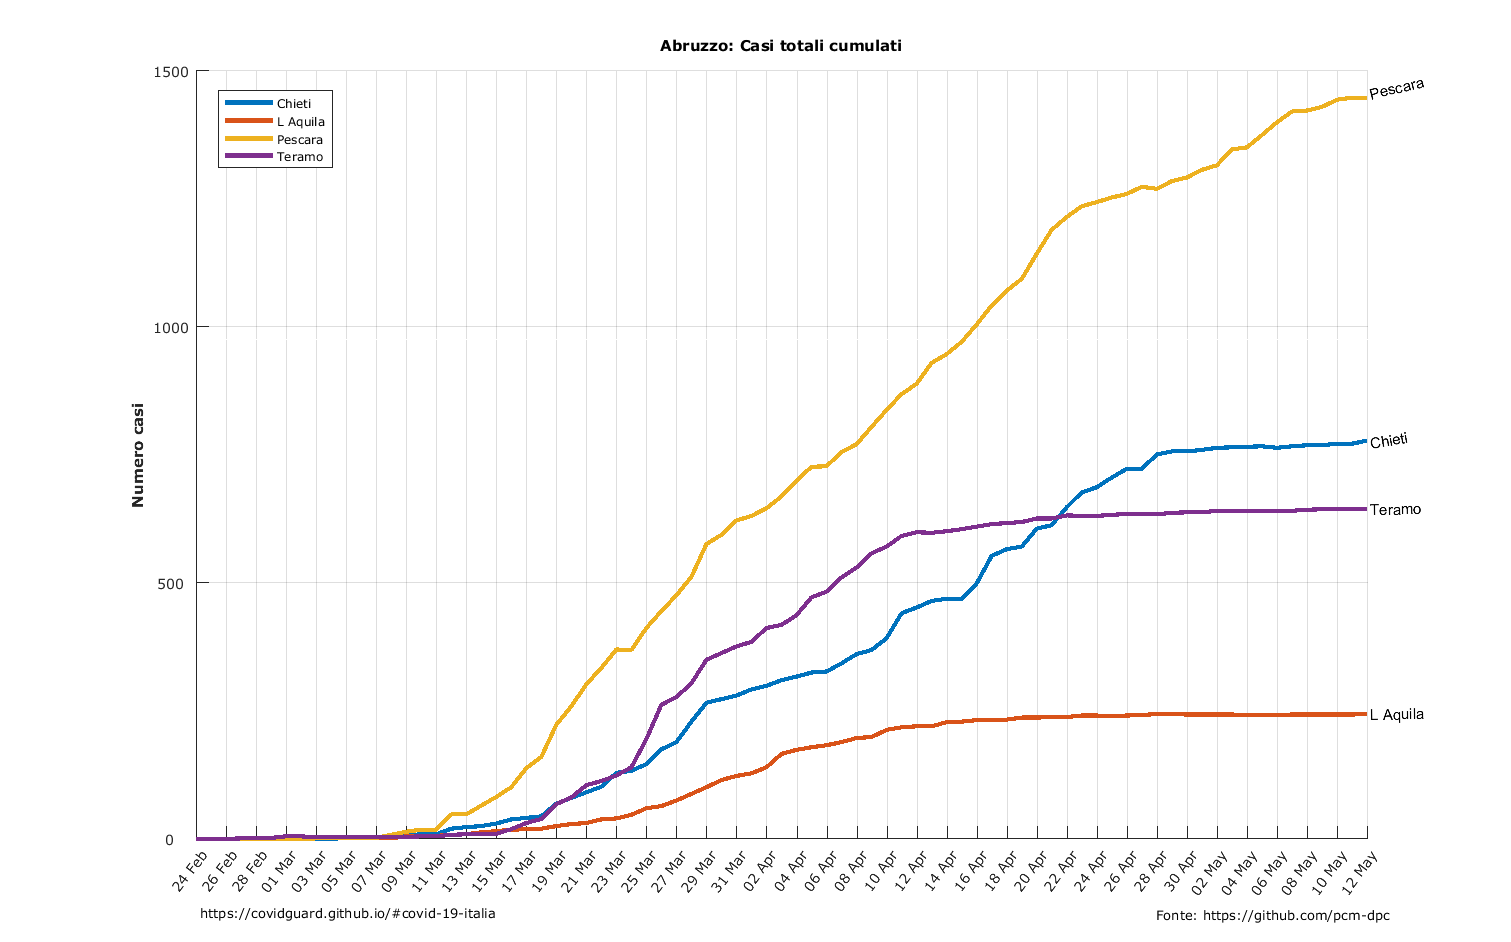 Abruzzo: Casi totali cumulati
1500
1000
500
0
Numero casi
Chieti
L Aquila
Pescara
Teramo
Pescara
Chieti
Teramo
L Aquila
24 Feb
26 Feb
28 Feb
01 Mar
03 Mar
05 Mar
07 Mar
09 Mar
11 Mar
13 Mar
15 Mar
17 Mar
19 Mar
21 Mar
23 Mar
25 Mar
27 Mar
29 Mar
31 Mar
02 Apr
04 Apr
06 Apr
08 Apr
10 Apr
12 Apr
14 Apr
16 Apr
18 Apr
20 Apr
22 Apr
24 Apr
26 Apr
28 Apr
30 Apr
02 May
04 May
06 May
08 May
10 May
12 May
https://covidguard.github.io/#covid-19-italia
Fonte: https://github.com/pcm-dpc